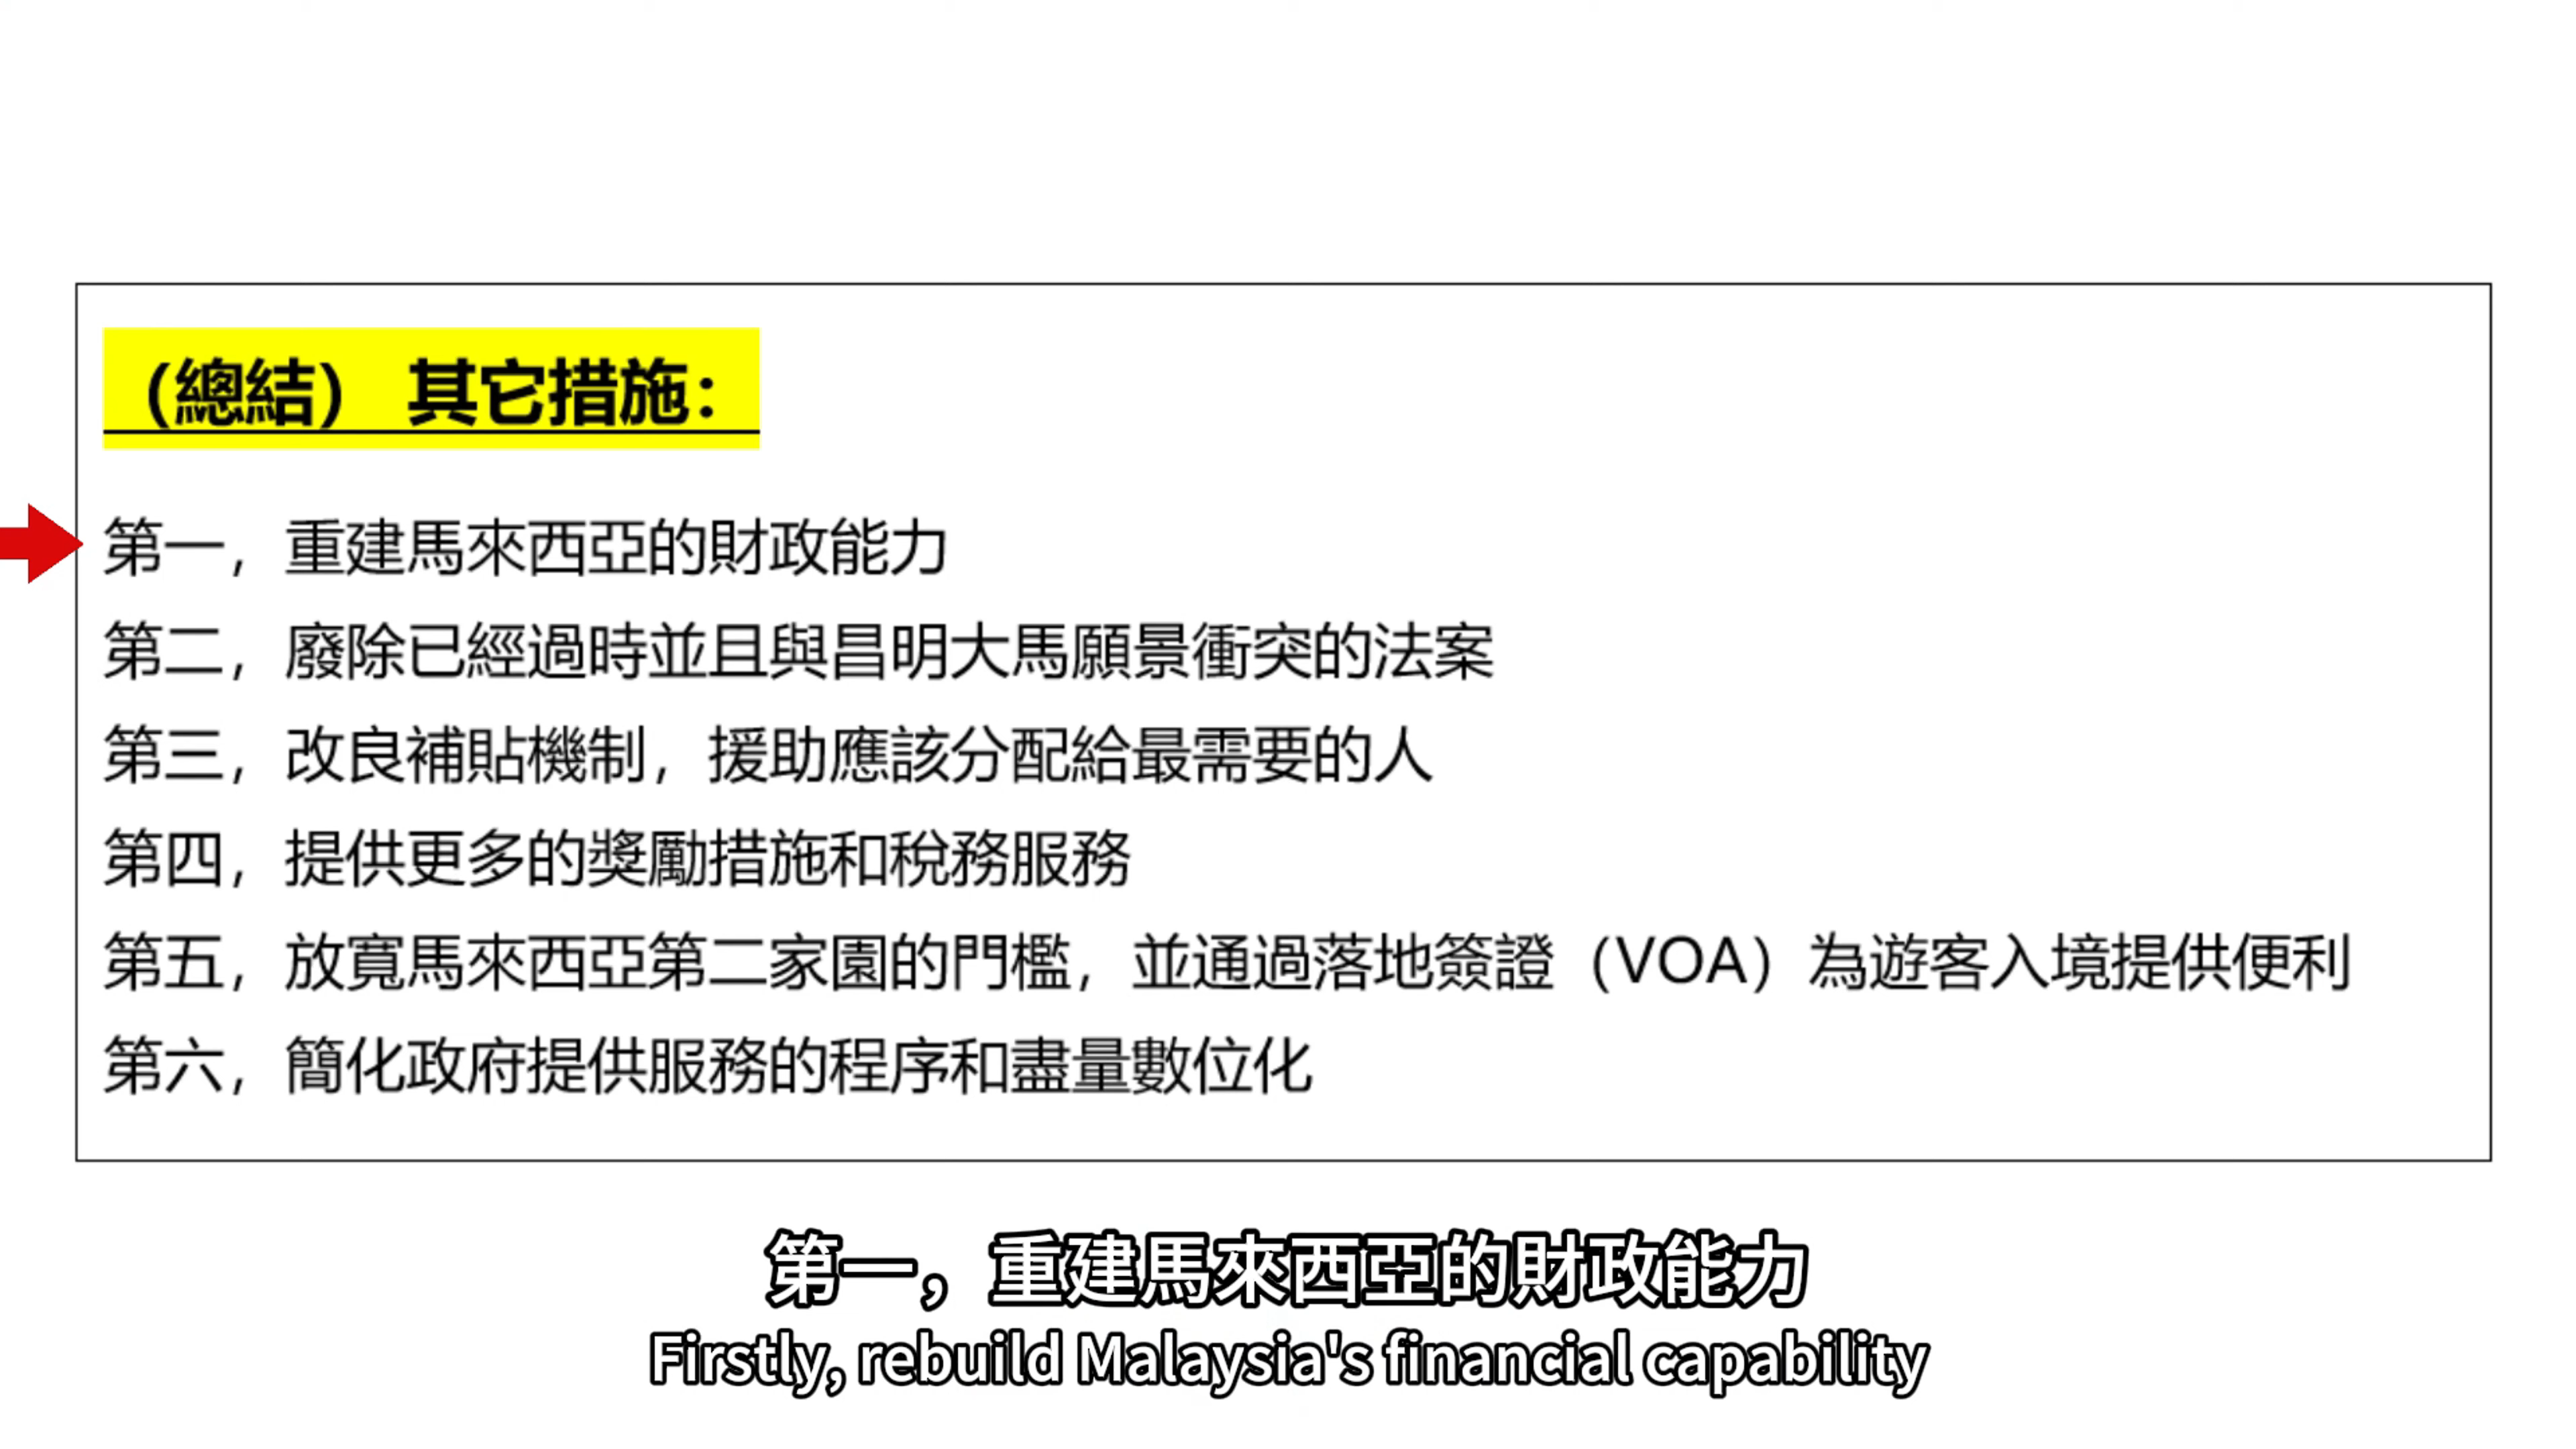 （總結） 其它措施：
第一，重建馬來西亞的財政能力
第二，廢除已經過時並且與昌明大馬願景衝突的法案
第三，改良補貼機制，援助應該分配給最需要的人
第四，提供更多的獎勵措施和稅務服務
第五，放寬馬來西亞第二家園的門檻，並通過落地簽證（VOA）為遊客入境提供便利
第六，簡化政府提供服務的程序和盡量數位化
第一，重建馬來西亞的財政能力
Firstly, rebuild Malaysia's financial capability